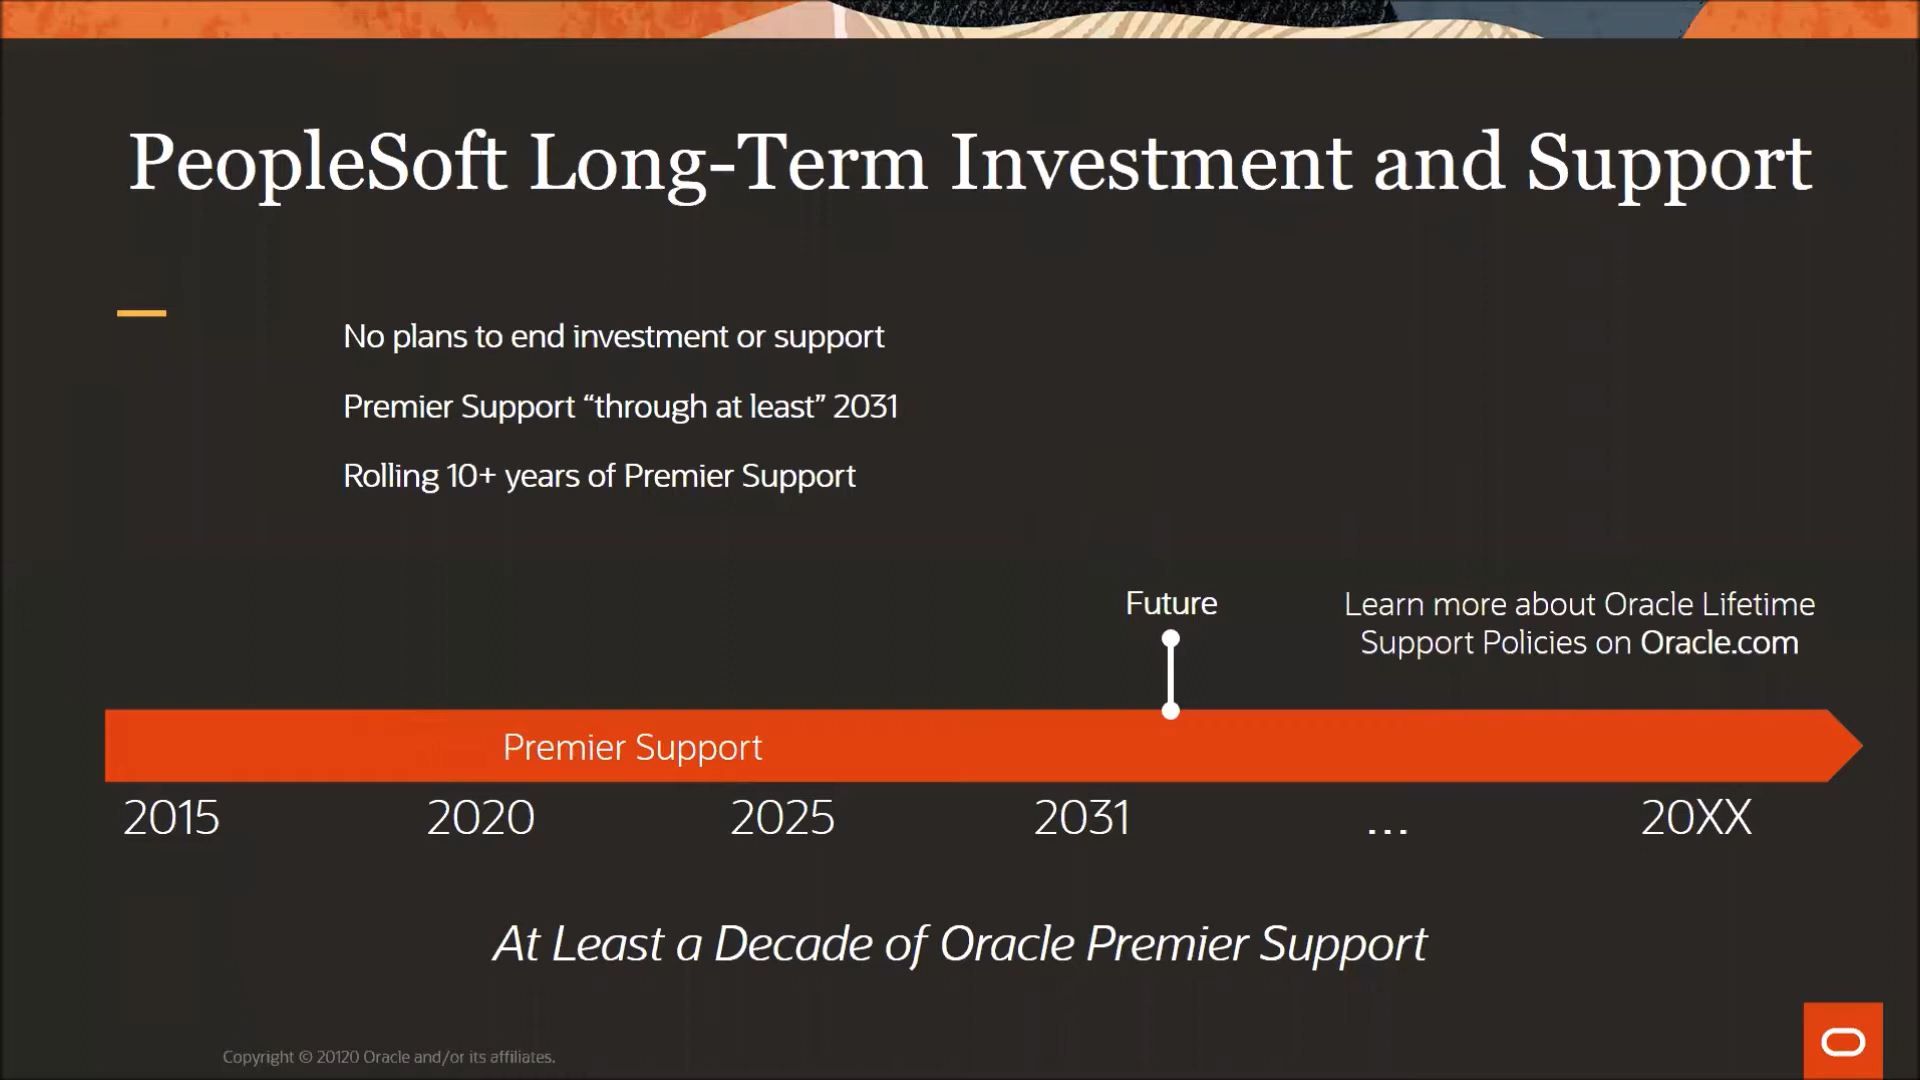 PeopleSoft Long-Term Investment and Support
No plans to end investment or support
Premier Support “through at least” 2031
Rolling 10+ years of Premier Support
Future
Learn more about Oracle Lifetime
Support Policies on Oracle.com
Premier Support
2015 2020 2025 2031 ... 20XX
At Least a Decade of Oracle Premier Support
Copyright © 20120 Oracle and/or its affiliates.